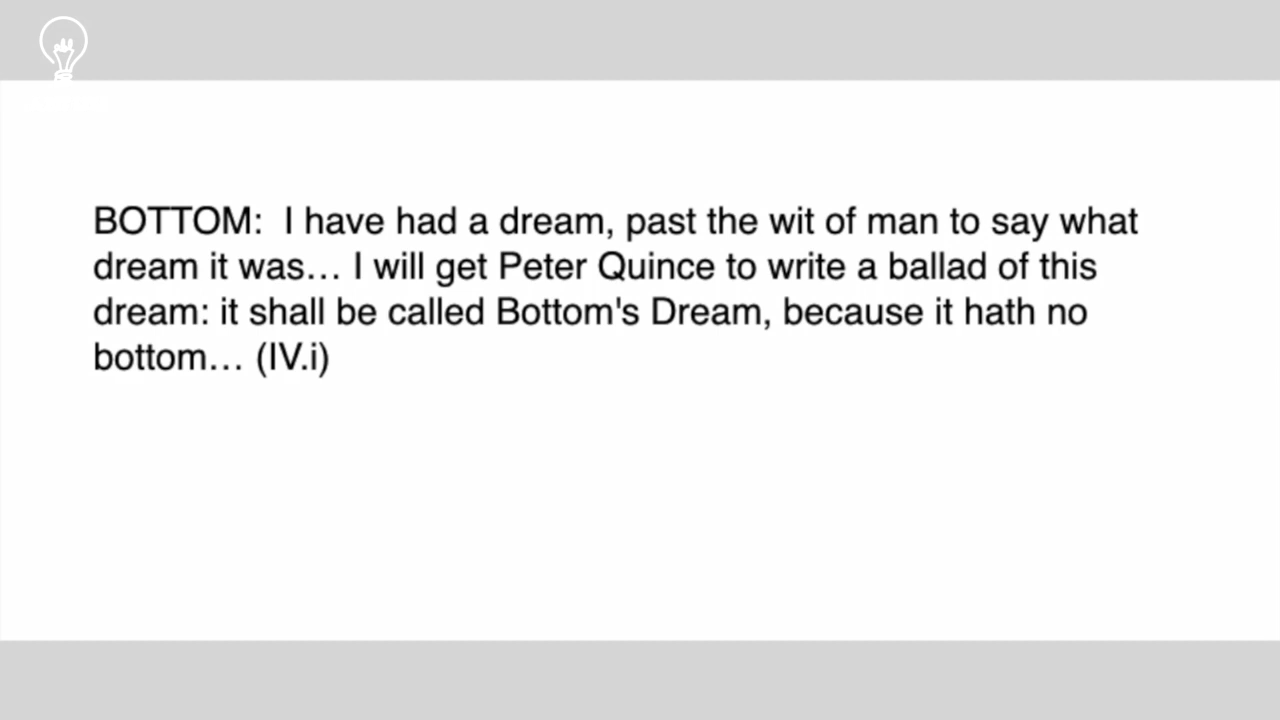 BOTTOM:  I have had a dream, past the wit of man to say what
dream it was… I will get Peter Quince to write a ballad of this
dream: it shall be called Bottom's Dream, because it hath no
bottom… (IV.i)